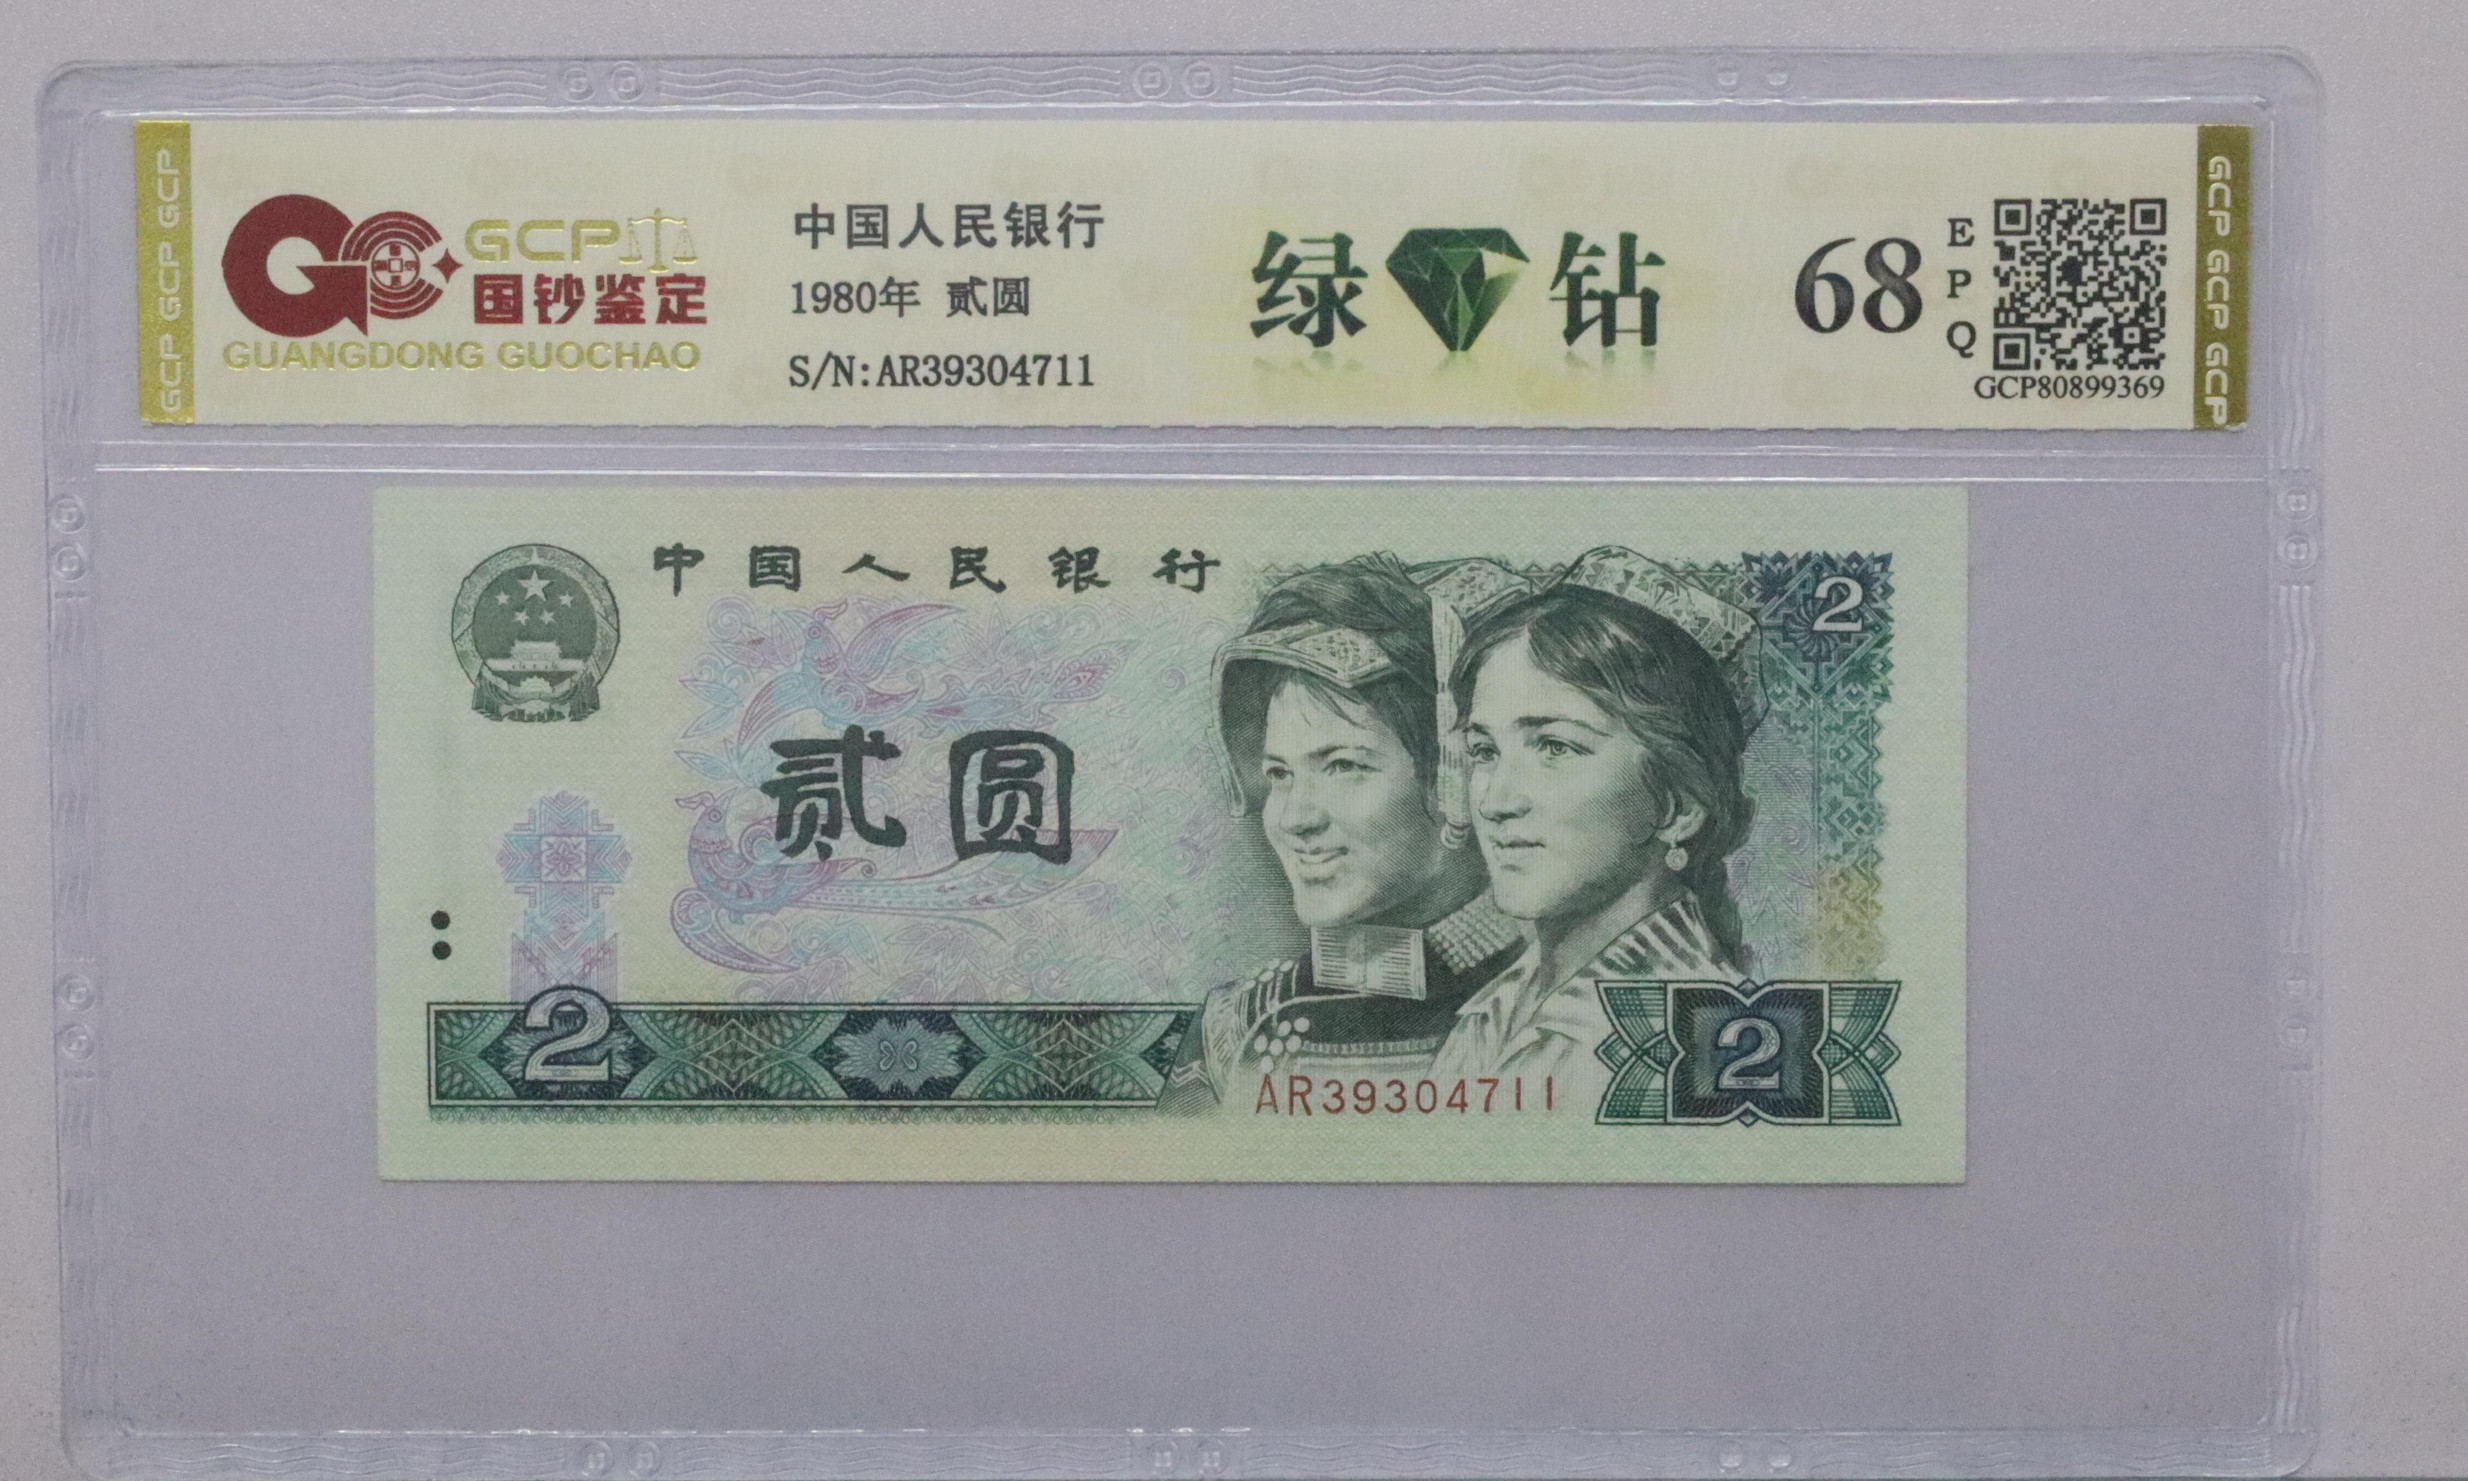 GCP GCP GCP
GCP
国钞鉴定
GUANGDONG GUOCHAO
中国人民银行
1980年 贰圆
S/N:AR39304711
绿钻
68
EPQ
GCP80899369
GCP GCP GCP
中国人民银行
2
贰圆
2
AR39304711
2